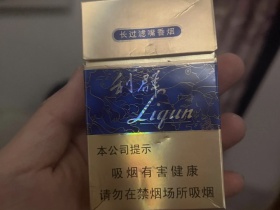 长过滤嘴香烟
利群
Liqun
本公司提示
吸烟有害健康
请勿在禁烟场所吸烟